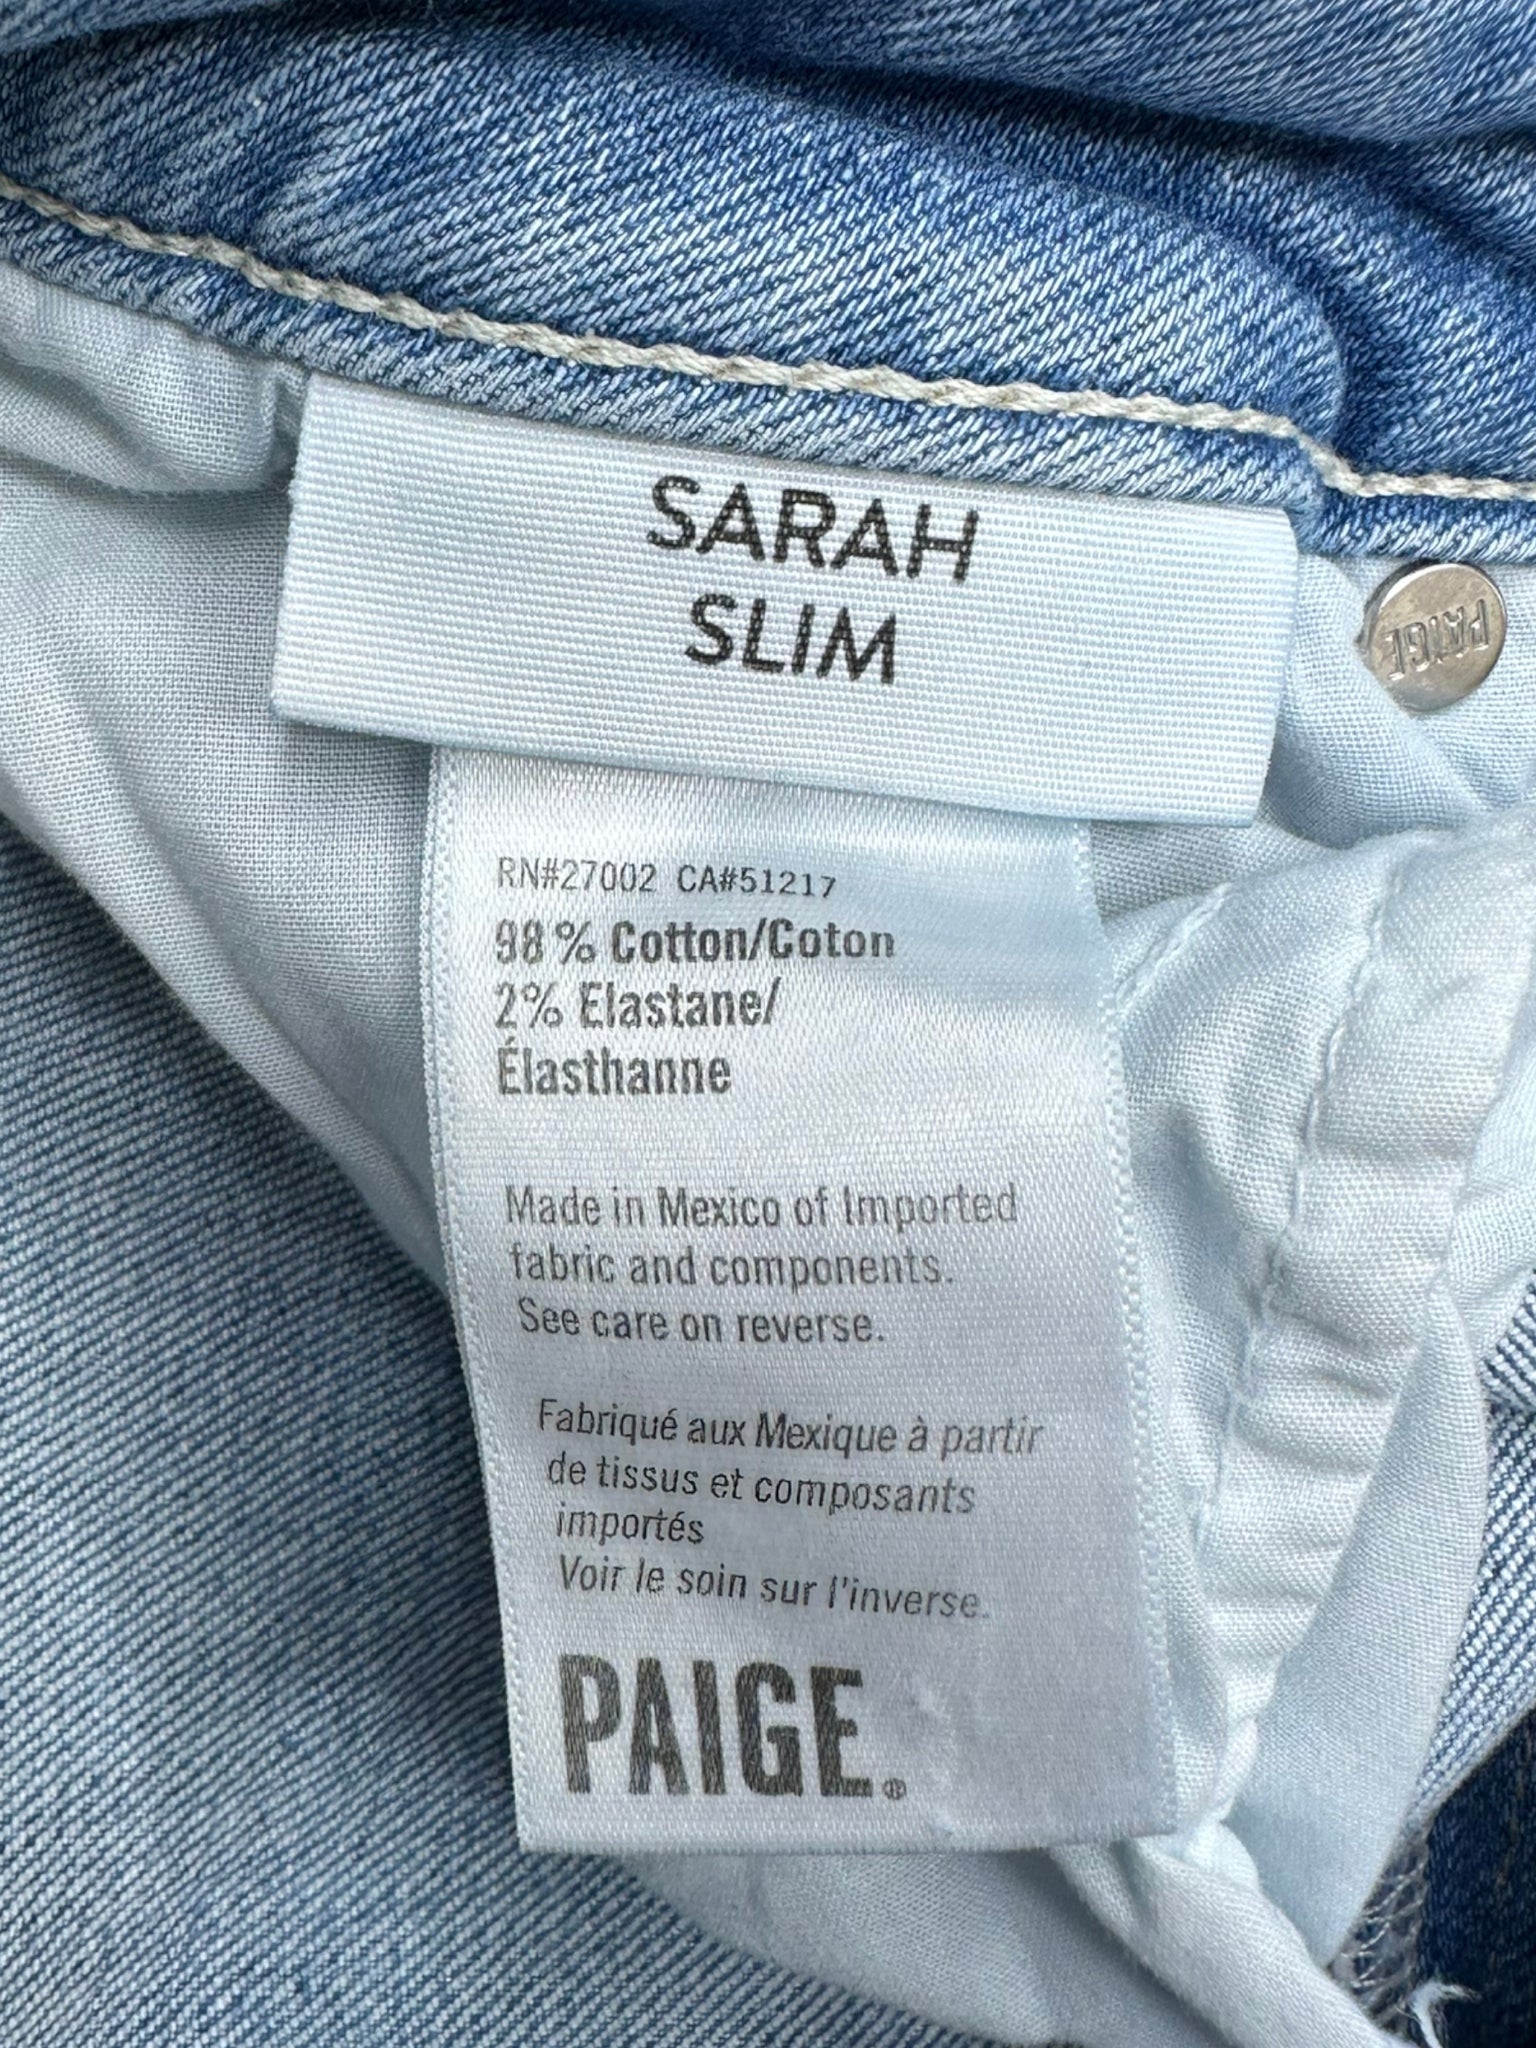 SARAH
SLIM
PAIGE
RN#27002 CA#51217
98% Cotton/Coton
2% Elastane/
Élasthanne
Made in Mexico of Imported
fabric and components.
See care on reverse.
Fabriqué aux Mexique à partir
de tissus et composants
importés
Voir le soin sur l'inverse.
PAIGE.®